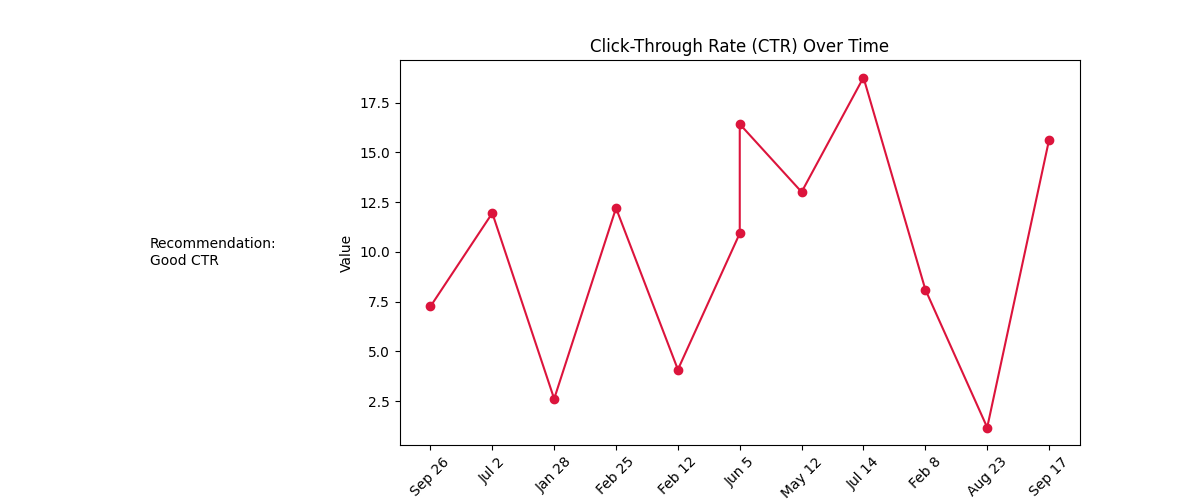 Click-Through Rate (CTR) Over Time
Recommendation:
Good CTR
Value
17.5
15.0
12.5
10.0
7.5
5.0
2.5
Sep 26
Jul 2
Jan 28
Feb 25
Feb 12
Jun 5
May 12
Jul 14
Feb 8
Aug 23
Sep 17